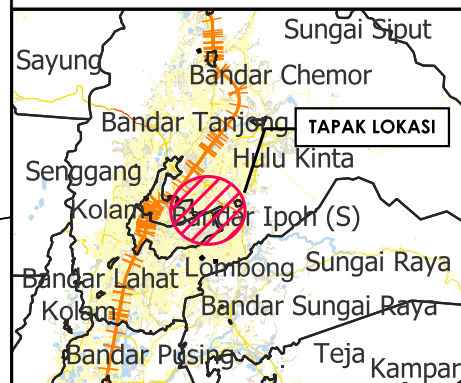 Sungai Siput
Sayung
Bandar Chemor
Bandar Tanjong
TAPAK LOKASI
Hulu Kinta
Senggang
Kolam
Bandar Ipoh (S)
Lombong
Sungai Raya
Bandar Lahat
Kolam
Bandar Sungai Raya
Bandar Pusing
Teja
Kampar